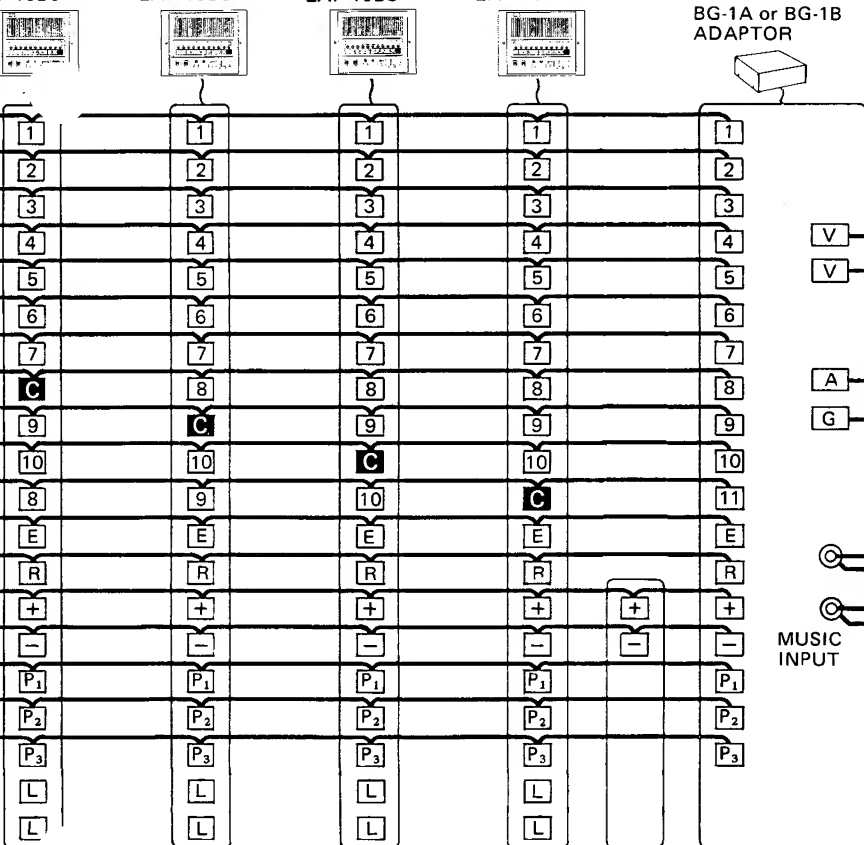 BG-1A or BG-1B
ADAPTOR
1 1 1 1 1
2 2 2 2 2
3 3 3 3 3
4 4 4 4 4 V
5 5 5 5 5 V
6 6 6 6 6
7 7 7 7 7
C 8 8 8 8 A
9 C 9 9 9 G
10 10 C 10 10
8 9 10 C 11
E E E E E
R R R R R
+ + + + + +
− − − − − −
MUSIC
INPUT
P₁ P₁ P₁ P₁ P₁
P₂ P₂ P₂ P₂ P₂
P₃ P₃ P₃ P₃ P₃
L L L L
L L L L